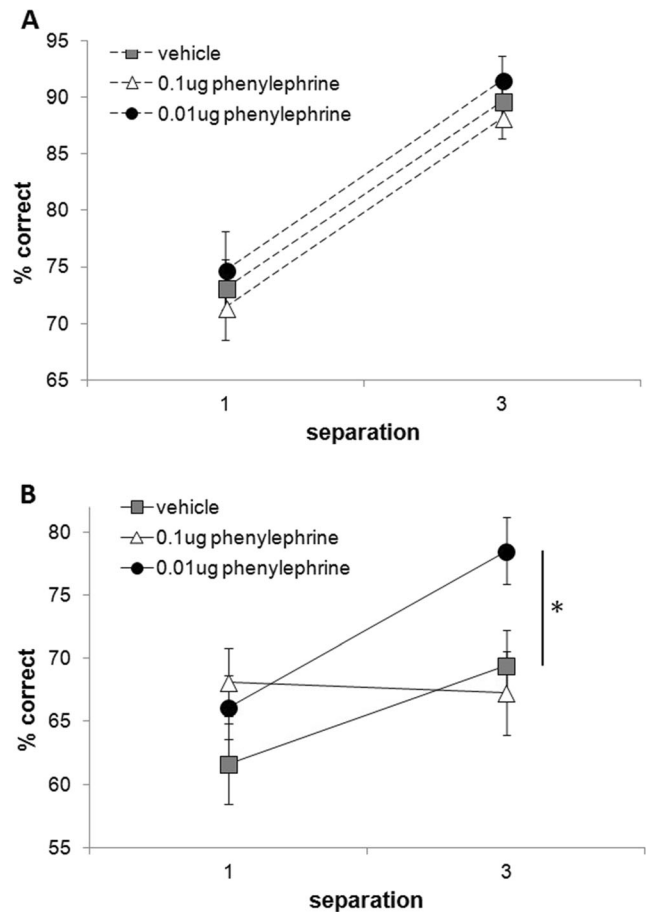 A
95
90
85
80
75
70
65
% correct
vehicle
0.1ug phenylephrine
0.01ug phenylephrine
1
3
separation
B
80
75
70
65
60
55
% correct
vehicle
0.1ug phenylephrine
0.01ug phenylephrine
*
1
3
separation